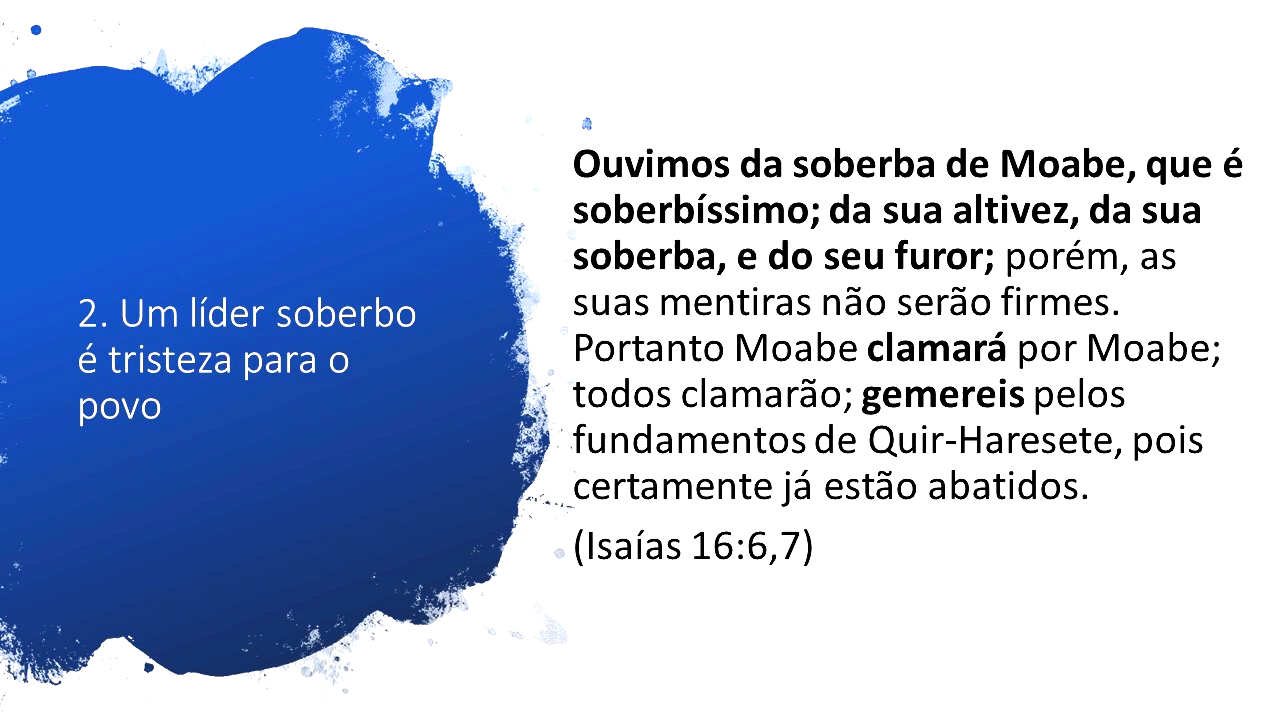 2. Um líder soberbo
é tristeza para o
povo
Ouvimos da soberba de Moabe, que é
soberbíssimo; da sua altivez, da sua
soberba, e do seu furor; porém, as
suas mentiras não serão firmes.
Portanto Moabe clamará por Moabe;
todos clamarão; gemereis pelos
fundamentos de Quir-Haresete, pois
certamente já estão abatidos.
(Isaías 16:6,7)